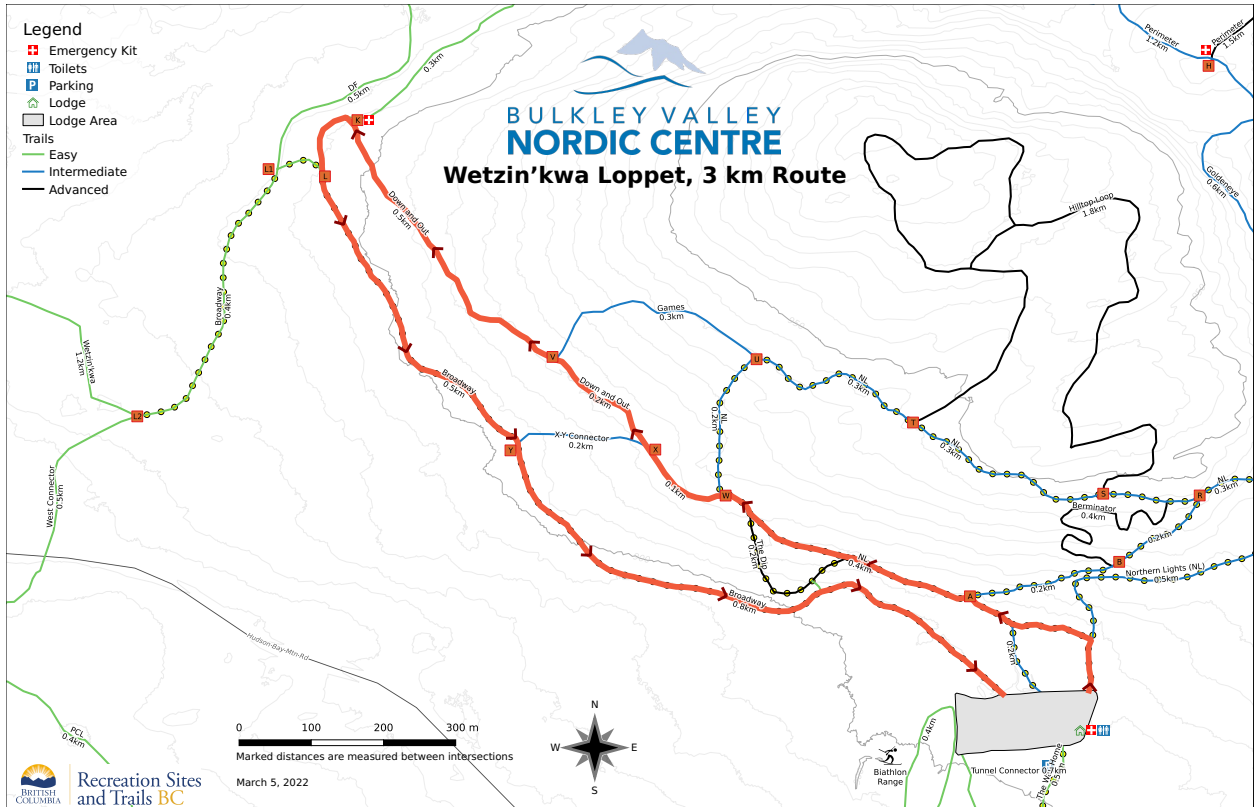 Legend
Emergency Kit
Toilets
P
Parking
Lodge
Lodge Area
Trails
Easy
Intermediate
Advanced
BULKLEY VALLEY
NORDIC CENTRE
Wetzin'kwa Loppet, 3 km Route
Perimeter
1.2km
Perimeter
1.5km
H
DF
0.5km
0.3km
K
L1
L
Goldeneye
0.6km
Down and Out
0.5km
Hilltop Loop
1.8km
Broadway
0.4km
Games
0.3km
Wetzin'kwa
1.2km
V
U
NL
0.3km
Broadway
0.5km
Down and Out
0.2km
NL
0.2km
L2
T
X-Y Connector
0.2km
Y
X
NL
0.3km
West Connector
0.5km
0.1km
W
S
R
NL
0.3km
Berminator
0.4km
0.2km
The Dip
0.2km
NL
0.4km
B
Northern Lights (NL)
0.5km
0.2km
A
Broadway
0.8km
Hudson-Bay-Mtn-Rd
0.2km
PCL
0.4km
0 100 200 300 m
Marked distances are measured between intersections
March 5, 2022
N
W E
S
0.4km
Biathlon
Range
Tunnel Connector 0.7km
The Way Home
BRITISH
COLUMBIA
Recreation Sites
and Trails BC